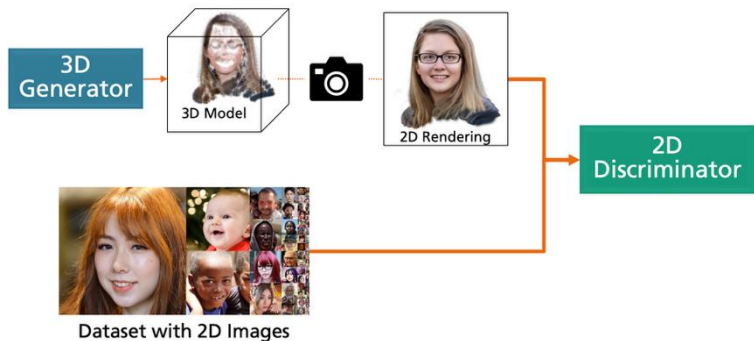 3D
Generator
3D Model
2D Rendering
2D
Discriminator
Dataset with 2D Images